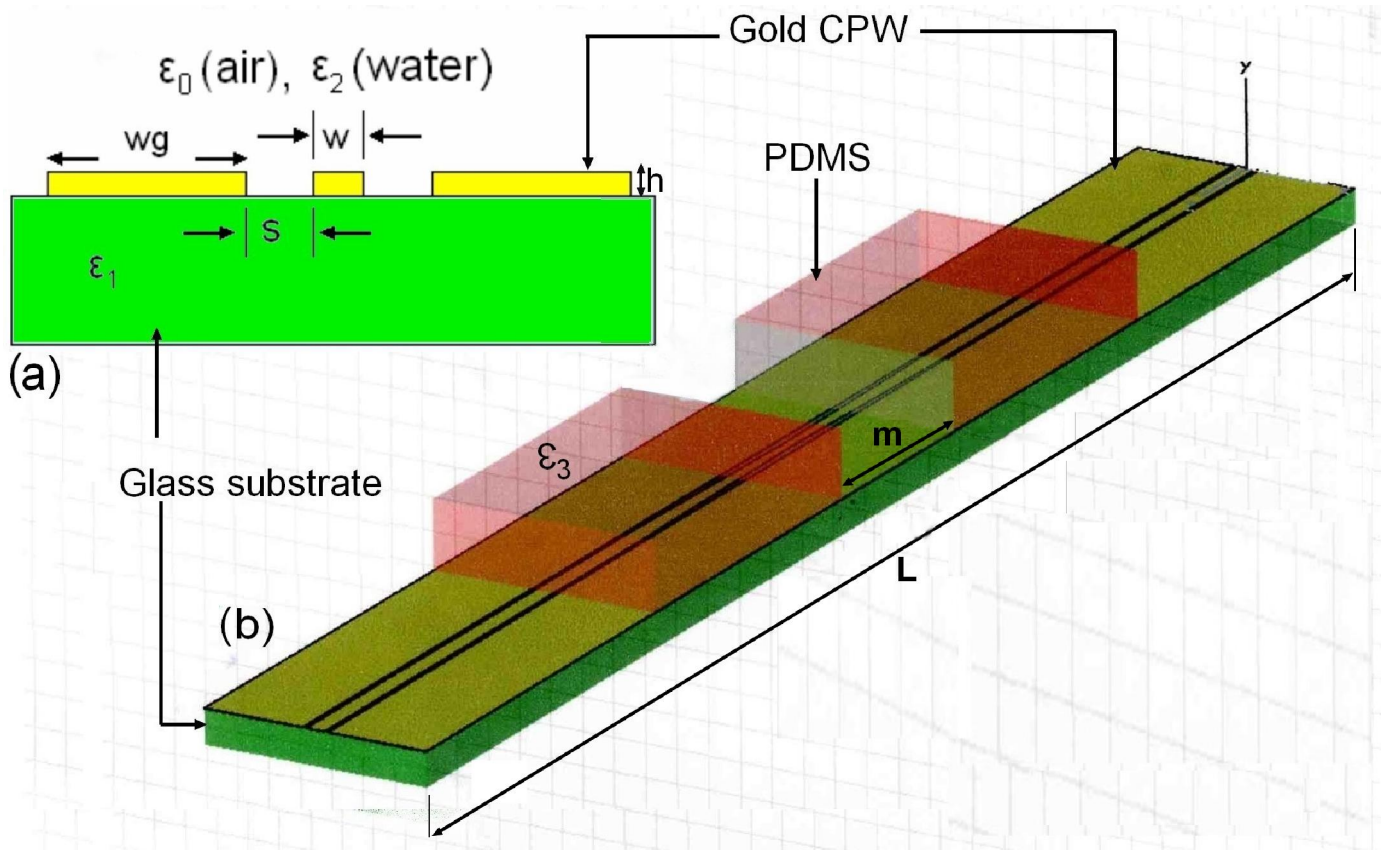 Gold CPW
ε₀ (air), ε₂ (water)
y
wg
w
PDMS
h
s
ε₁
(a)
m
ε₃
Glass substrate
L
(b)